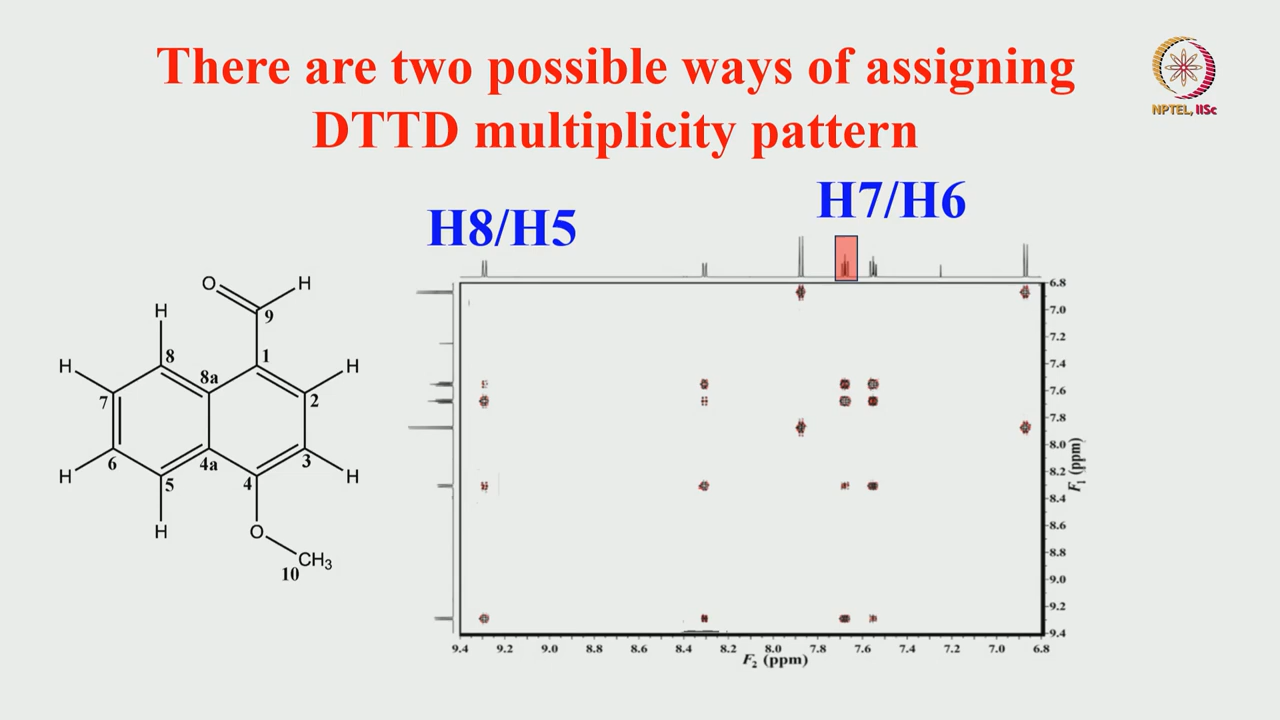 There are two possible ways of assigning
DTTD multiplicity pattern
NPTEL, IISc
H8/H5
H7/H6
O
H
9
H
8
1
H
H
8a
7
2
6
4a
3
H
5
4
H
H
O
CH3
10
6.8
7.0
7.2
7.4
7.6
7.8
8.0
8.2
8.4
8.6
8.8
9.0
9.2
9.4
F1 (ppm)
9.4 9.2 9.0 8.8 8.6 8.4 8.2 8.0 7.8 7.6 7.4 7.2 7.0 6.8
F2 (ppm)